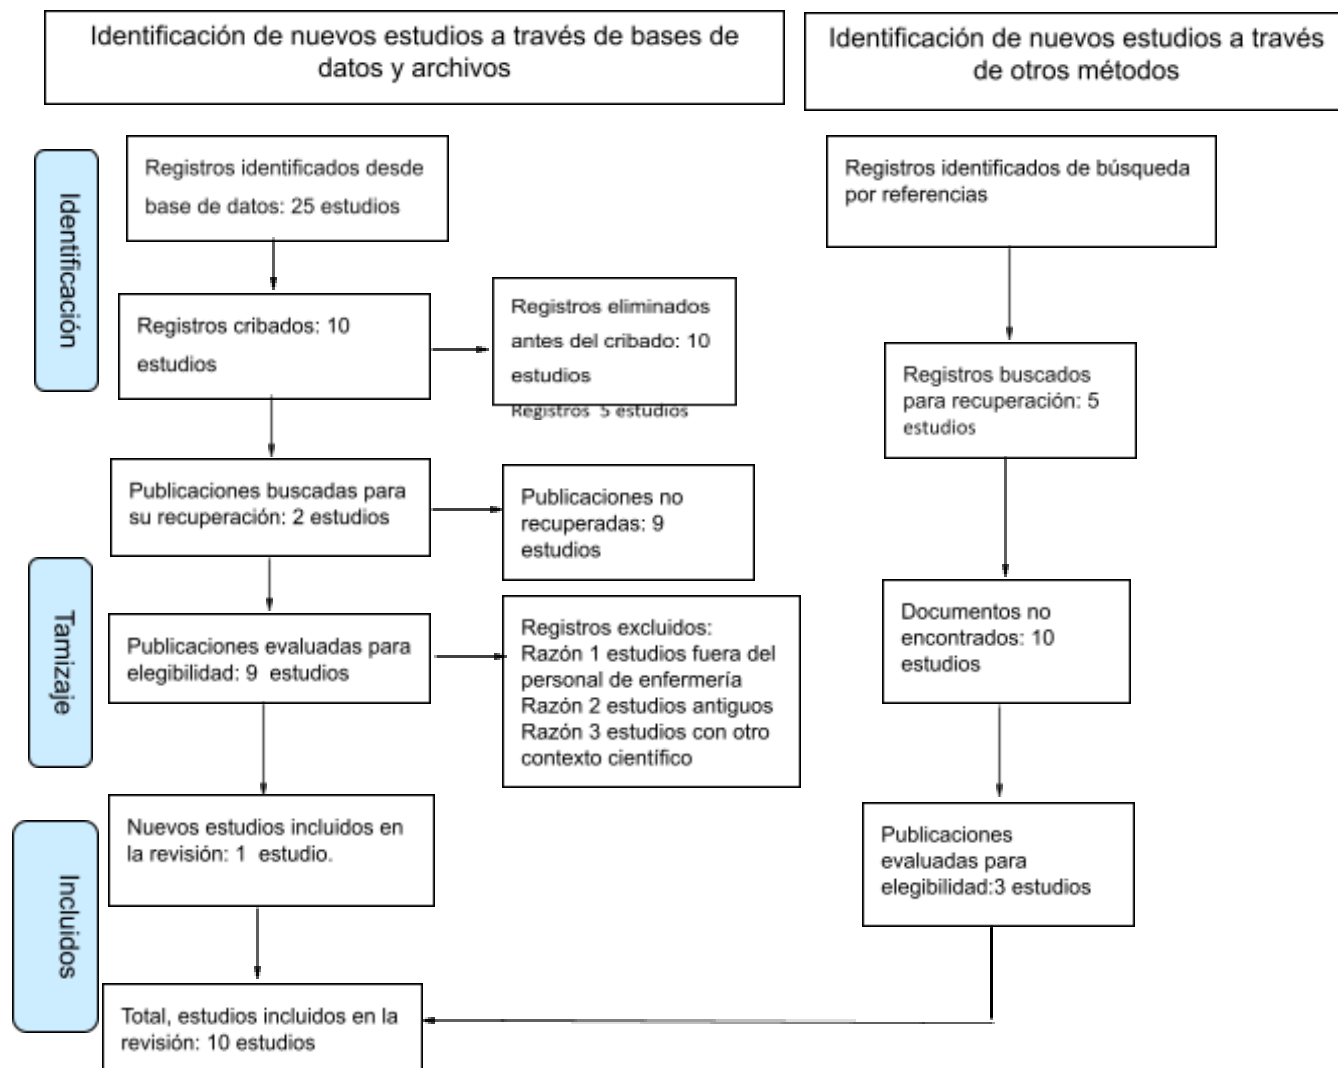 Identificación de nuevos estudios a través de bases de
datos y archivos
Identificación de nuevos estudios a través
de otros métodos
Identificación
Registros identificados desde
base de datos: 25 estudios
Registros identificados de búsqueda
por referencias
Registros cribados: 10
estudios
Registros eliminados
antes del cribado: 10
estudios
Registros 5 estudios
Registros buscados
para recuperación: 5
estudios
Publicaciones buscadas para
su recuperación: 2 estudios
Publicaciones no
recuperadas: 9
estudios
Tamizaje
Publicaciones evaluadas para
elegibilidad: 9 estudios
Registros excluidos:
Razón 1 estudios fuera del
personal de enfermería
Razón 2 estudios antiguos
Razón 3 estudios con otro
contexto científico
Documentos no
encontrados: 10
estudios
Incluidos
Nuevos estudios incluidos en
la revisión: 1 estudio.
Publicaciones
evaluadas para
elegibilidad:3 estudios
Total, estudios incluidos en la
revisión: 10 estudios